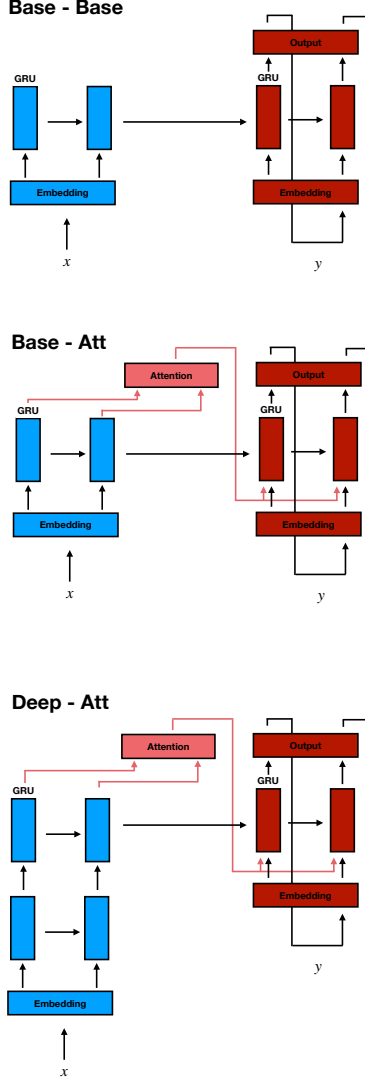 Base - Base
Output
GRU
GRU
Embedding
Embedding
x
y
Base - Att
Attention
Output
GRU
GRU
Embedding
Embedding
x
y
Deep - Att
Attention
Output
GRU
GRU
Embedding
Embedding
y
x